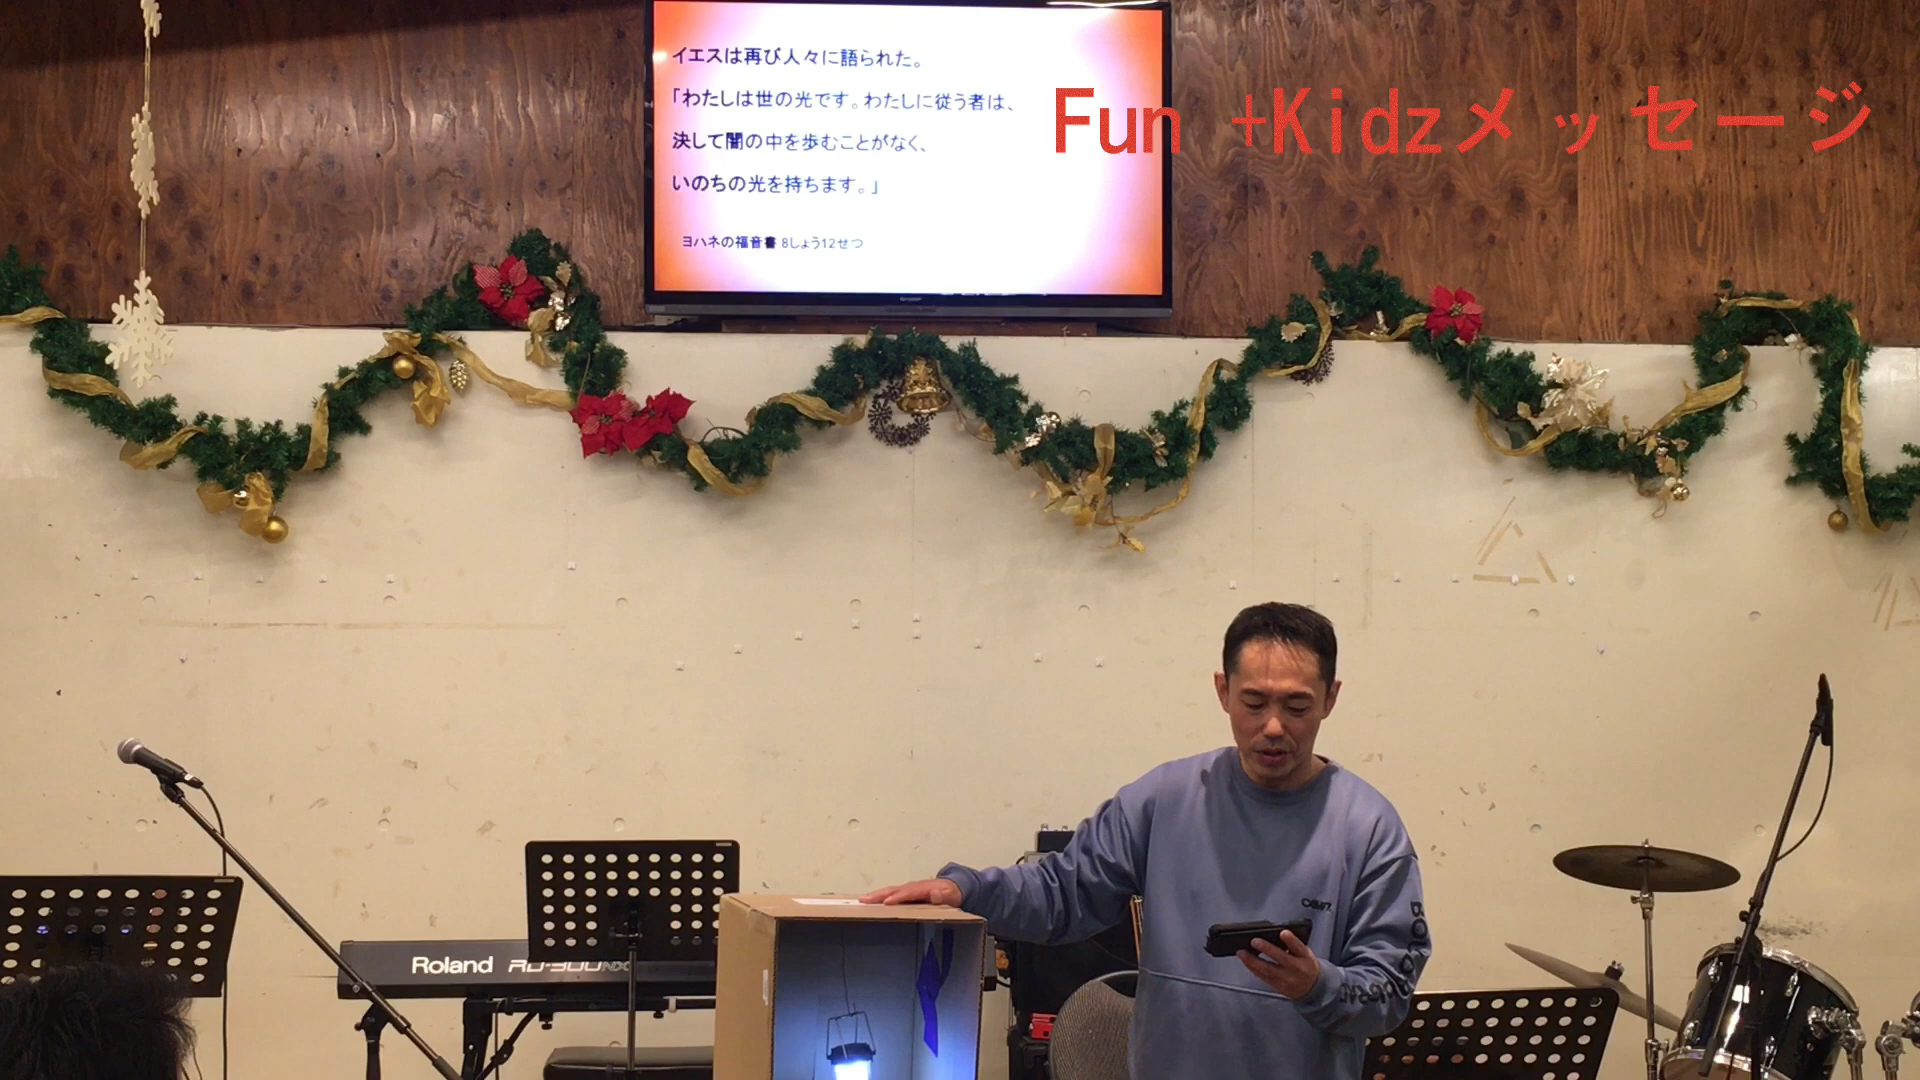 イエスは再び人々に語られた。
「わたしは世の光です。わたしに従う者は、
決して闇の中を歩むことがなく、
いのちの光を持ちます。」
ヨハネの福音書 8しょう12せつ
Fun +Kidzメッセージ
Roland RD-300NX